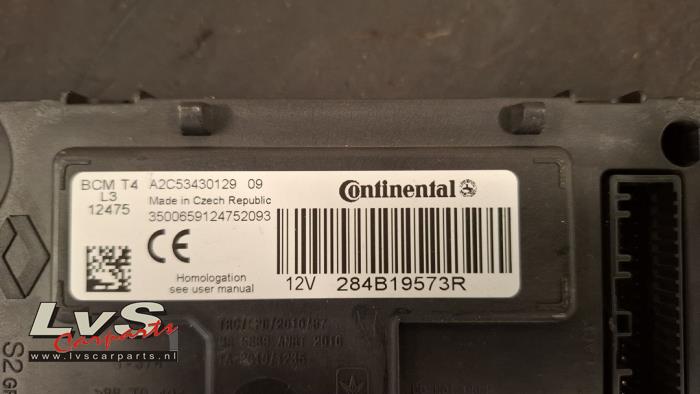 BCM T4 A2C53430129 09
L3 Made in Czech Republic
12475 3500659124752093
Continental
CE
Homologation
see user manual
12V 284B19573R
LvS
Carparts
www.lvscarparts.nl
S2